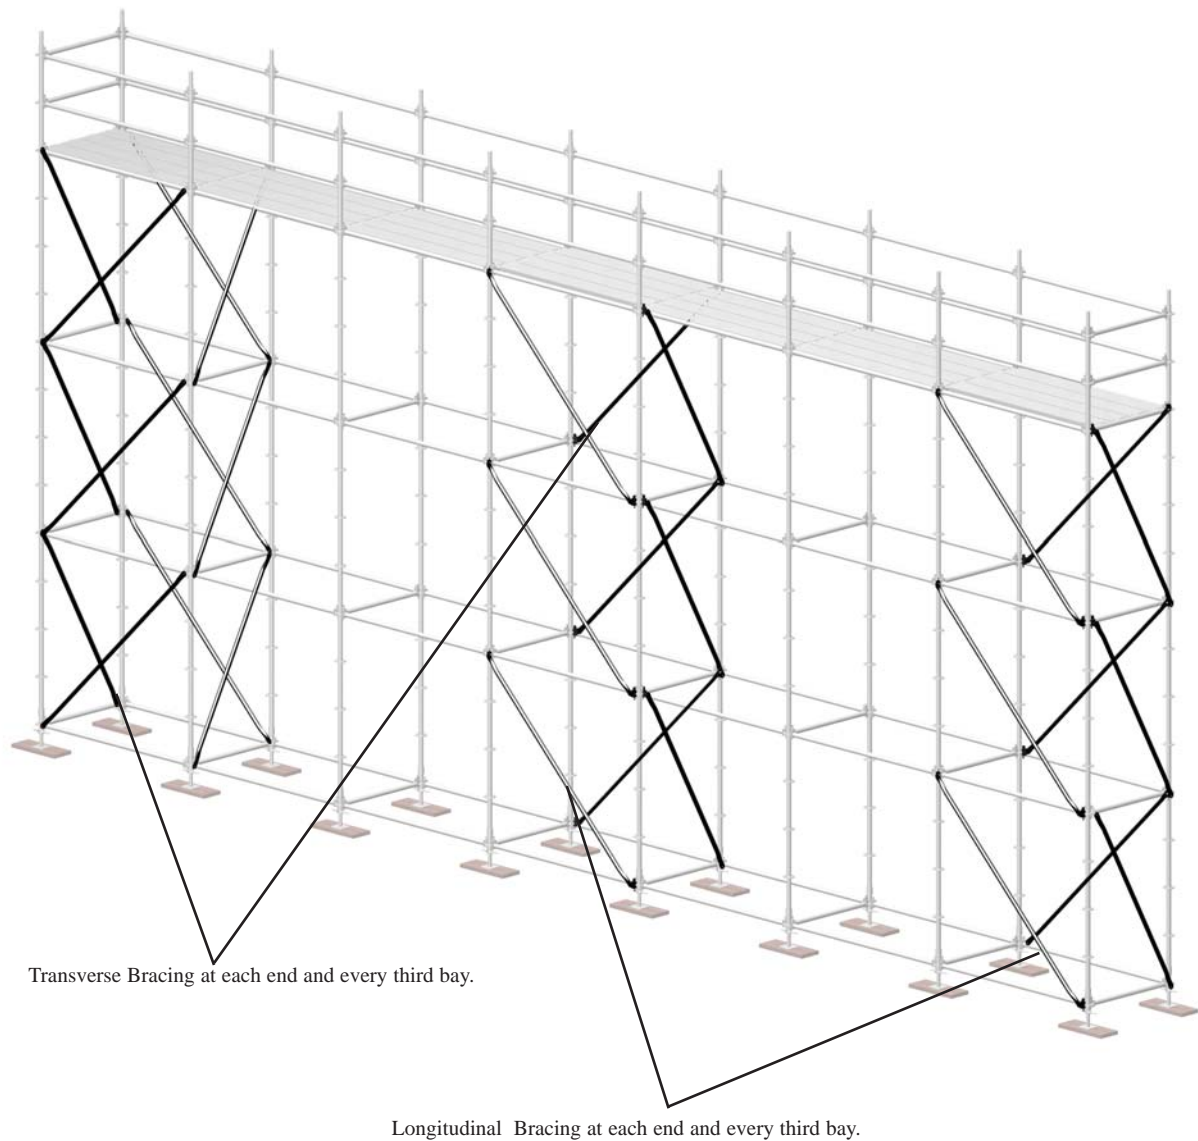 Transverse Bracing at each end and every third bay.
Longitudinal  Bracing at each end and every third bay.